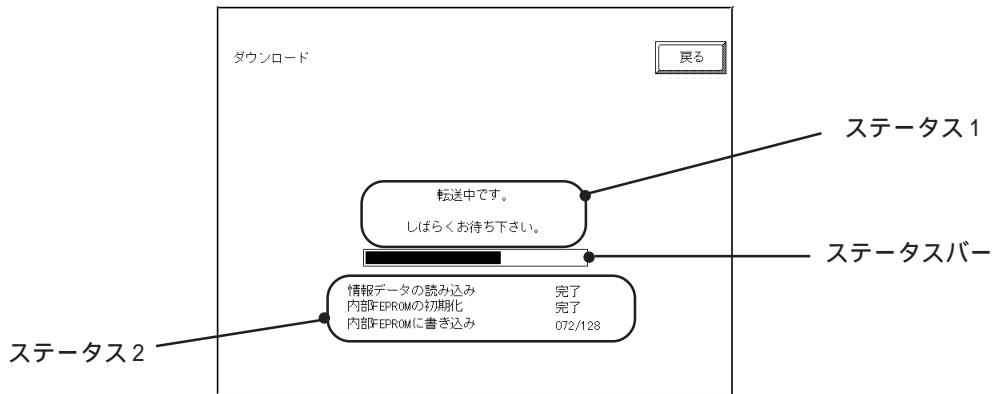 ダウンロード
戻る
ステータス1
転送中です。
しばらくお待ち下さい。
ステータスバー
情報データの読み込み 完了
内部FEPROMの初期化 完了
内部FEPROMに書き込み 072/128
ステータス2